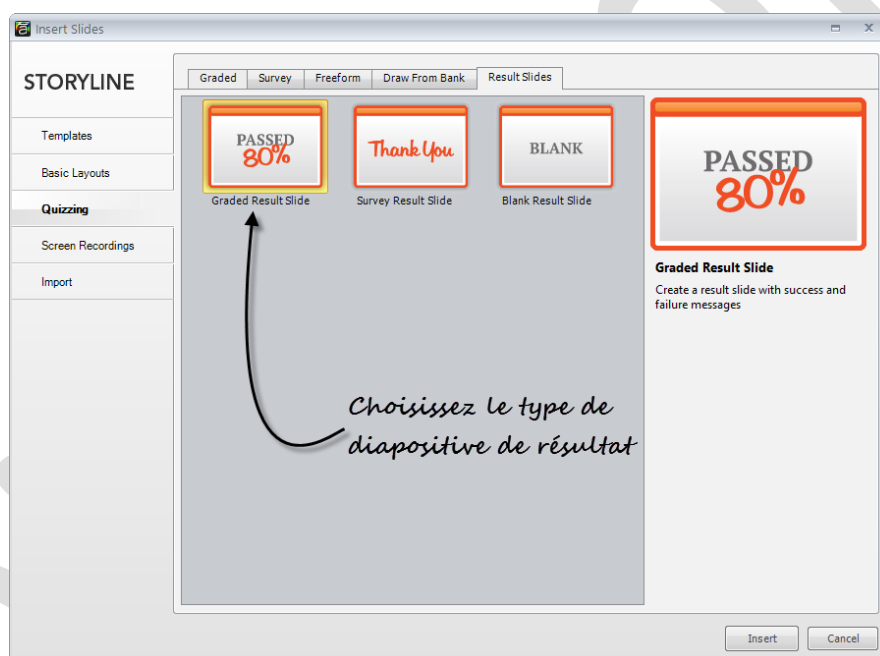 Insert Slides
STORYLINE
Templates
Basic Layouts
Quizzing
Screen Recordings
Import
Graded Survey Freeform Draw From Bank Result Slides
PASSED
80%
Graded Result Slide
Thank You
Survey Result Slide
BLANK
Blank Result Slide
Choisissez le type de
diapositive de résultat
PASSED
80%
Graded Result Slide
Create a result slide with success and
failure messages
Insert Cancel